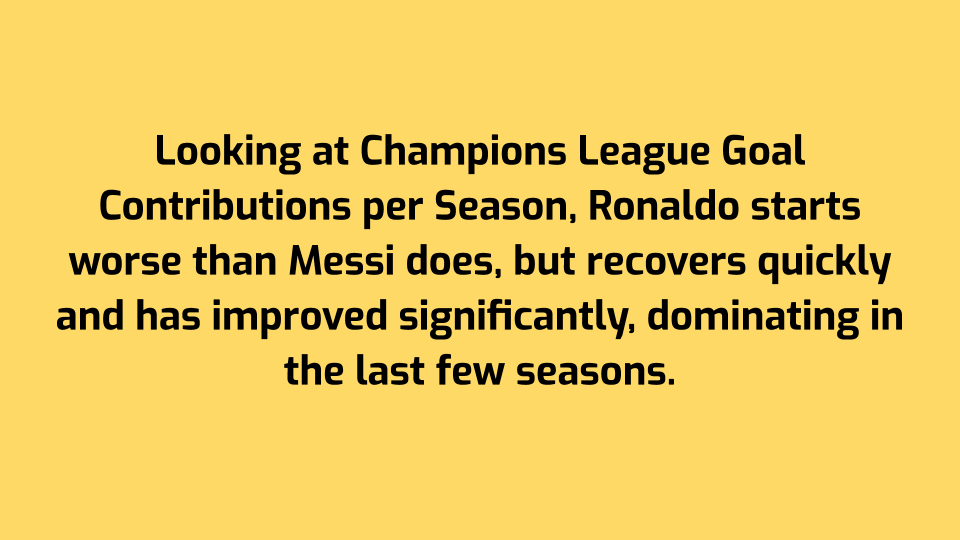 Looking at Champions League Goal
Contributions per Season, Ronaldo starts
worse than Messi does, but recovers quickly
and has improved significantly, dominating in
the last few seasons.